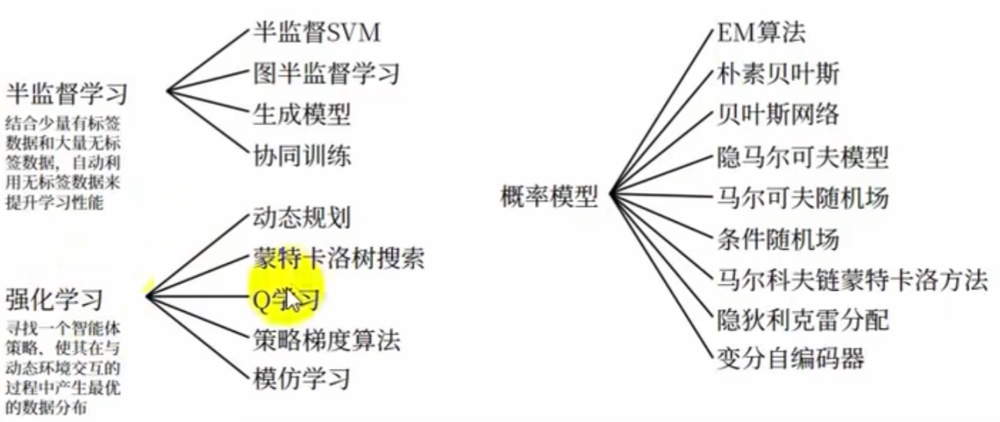 半监督学习
结合少量有标签
数据和大量无标
签数据，自动利
用无标签数据来
提升学习性能
半监督SVM
图半监督学习
生成模型
协同训练
强化学习
寻找一个智能体
策略，使其在与
动态环境交互的
过程中产生最优
的数据分布
动态规划
蒙特卡洛树搜索
Q学习
策略梯度算法
模仿学习
概率模型
EM算法
朴素贝叶斯
贝叶斯网络
隐马尔可夫模型
马尔可夫随机场
条件随机场
马尔科夫链蒙特卡洛方法
隐狄利克雷分配
变分自编码器